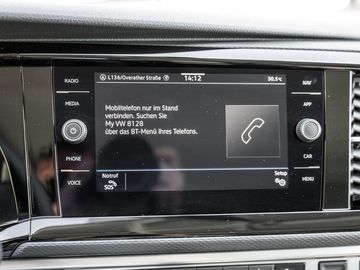 L136/Overather Straße
14:12
30.5°C
RADIO
MEDIA
PHONE
VOICE
Mobiltelefon nur im Stand
verbinden. Suchen Sie
My VW 8128
über das BT-Menü Ihres Telefons.
NAV
APP
CAR
MENU
Notruf
SOS
Setup